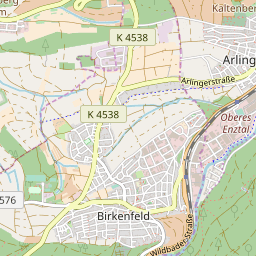 Kaltenber
K 4538
Arling
Arlingerstraße
K 4538
Oberes
Enztal.
576
Birkenfeld
Wildbader Straße